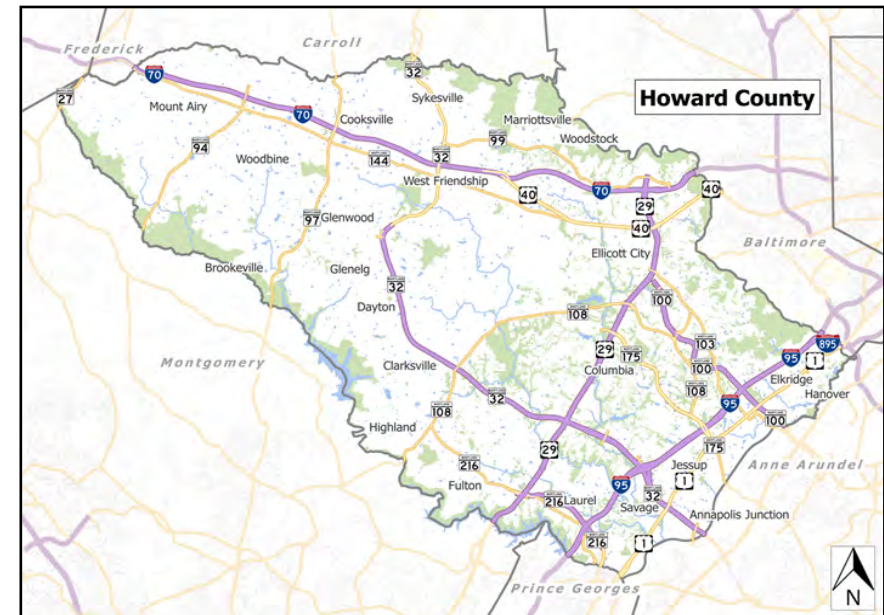 Carroll
Frederick
Howard County
32
70
27
Mount Airy
Sykesville
Marriottsville
70
Cooksville
Woodstock
94
99
Woodbine
144
32
West Friendship
40
70
40
29
97
Glenwood
40
Baltimore
Ellicott City
Brookeville
Glenelg
32
100
Dayton
108
103
895
29
175
95
1
Montgomery
Clarksville
Columbia
100
Elkridge
32
108
Hanover
95
108
100
Highland
29
175
216
Jessup
Anne Arundel
Fulton
95
1
216
Laurel
32
Savage
Annapolis Junction
216
1
Prince Georges
N